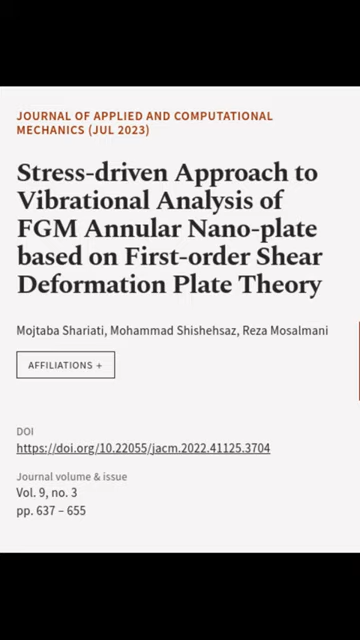 JOURNAL OF APPLIED AND COMPUTATIONAL
MECHANICS (JUL 2023)
Stress-driven Approach to
Vibrational Analysis of
FGM Annular Nano-plate
based on First-order Shear
Deformation Plate Theory
Mojtaba Shariati, Mohammad Shishehsaz, Reza Mosalmani
AFFILIATIONS +
DOI
https://doi.org/10.22055/jacm.2022.41125.3704
Journal volume & issue
Vol. 9, no. 3
pp. 637 – 655